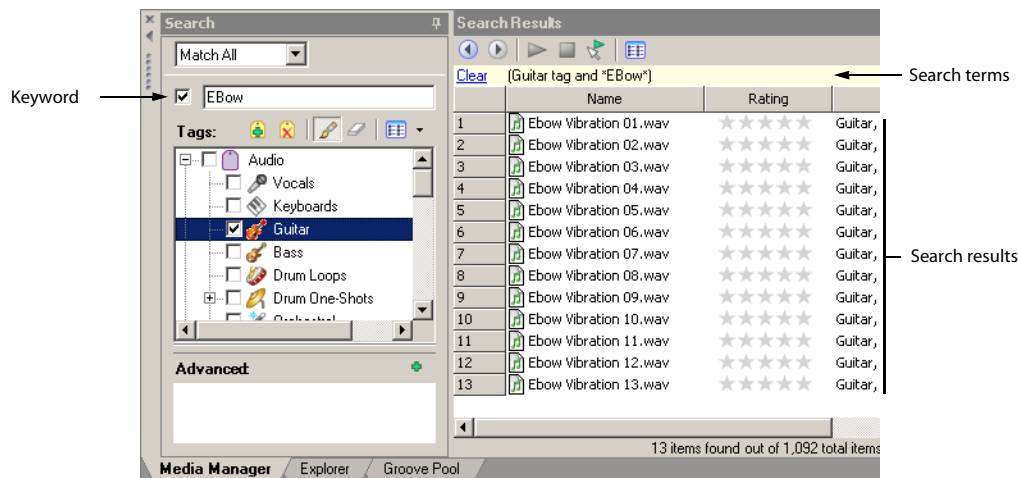 Search
Search Results
Match All
Clear (Guitar tag and *EBow*)
Search terms
Keyword
EBow
Name Rating
Tags:
Audio
Vocals
Keyboards
Guitar
Bass
Drum Loops
Drum One-Shots
Orchestral
1 Ebow Vibration 01.wav Guitar,
2 Ebow Vibration 02.wav Guitar,
3 Ebow Vibration 03.wav Guitar,
4 Ebow Vibration 04.wav Guitar,
5 Ebow Vibration 05.wav Guitar,
6 Ebow Vibration 06.wav Guitar,
7 Ebow Vibration 07.wav Guitar,
8 Ebow Vibration 08.wav Guitar,
9 Ebow Vibration 09.wav Guitar,
10 Ebow Vibration 10.wav Guitar,
11 Ebow Vibration 11.wav Guitar,
12 Ebow Vibration 12.wav Guitar,
13 Ebow Vibration 13.wav Guitar,
Search results
Advanced
13 items found out of 1,092 total items
Media Manager Explorer Groove Pool